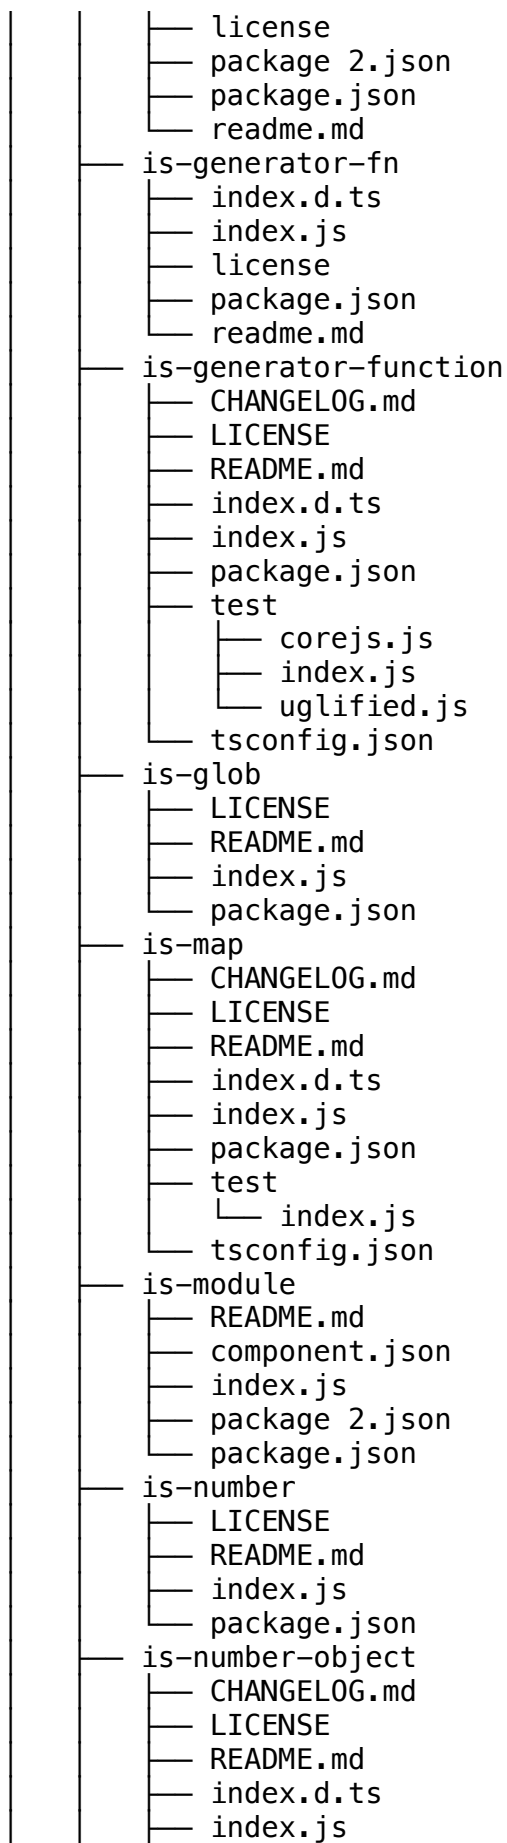 │   │   ├── license
│   │   ├── package 2.json
│   │   ├── package.json
│   │   └── readme.md
│   ├── is-generator-fn
│   │   ├── index.d.ts
│   │   ├── index.js
│   │   ├── license
│   │   ├── package.json
│   │   └── readme.md
│   ├── is-generator-function
│   │   ├── CHANGELOG.md
│   │   ├── LICENSE
│   │   ├── README.md
│   │   ├── index.d.ts
│   │   ├── index.js
│   │   ├── package.json
│   │   ├── test
│   │   │   ├── corejs.js
│   │   │   ├── index.js
│   │   │   └── uglified.js
│   │   └── tsconfig.json
│   ├── is-glob
│   │   ├── LICENSE
│   │   ├── README.md
│   │   ├── index.js
│   │   └── package.json
│   ├── is-map
│   │   ├── CHANGELOG.md
│   │   ├── LICENSE
│   │   ├── README.md
│   │   ├── index.d.ts
│   │   ├── index.js
│   │   ├── package.json
│   │   ├── test
│   │   │   └── index.js
│   │   └── tsconfig.json
│   ├── is-module
│   │   ├── README.md
│   │   ├── component.json
│   │   ├── index.js
│   │   ├── package 2.json
│   │   └── package.json
│   ├── is-number
│   │   ├── LICENSE
│   │   ├── README.md
│   │   ├── index.js
│   │   └── package.json
│   ├── is-number-object
│   │   ├── CHANGELOG.md
│   │   ├── LICENSE
│   │   ├── README.md
│   │   ├── index.d.ts
│   │   ├── index.js